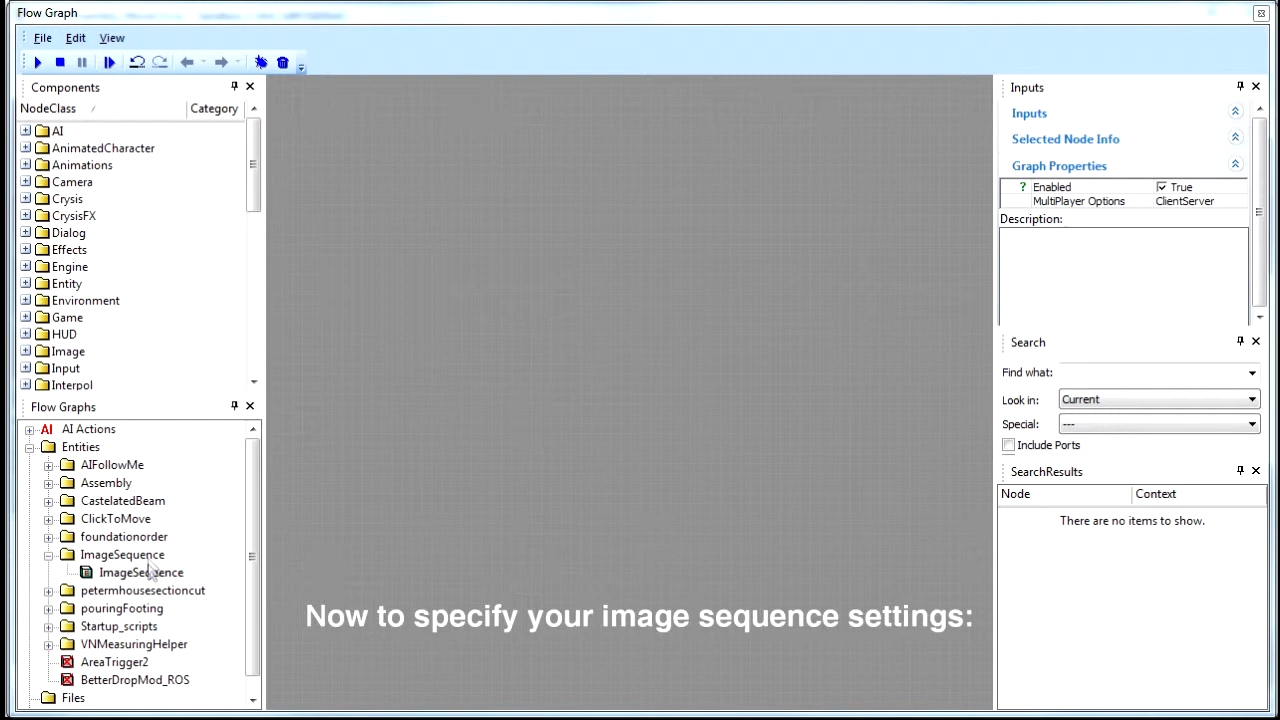 Flow Graph
File Edit View
Components
NodeClass / Category
AI
AnimatedCharacter
Animations
Camera
Crysis
CrysisFX
Dialog
Effects
Engine
Entity
Environment
Game
HUD
Image
Input
Interpol
Flow Graphs
AI AI Actions
Entities
AIFollowMe
Assembly
CastelatedBeam
ClickToMove
foundationorder
ImageSequence
ImageSequence
petermhousesectioncut
pouringFooting
Startup_scripts
VNMeasuringHelper
AreaTrigger2
BetterDropMod_ROS
Files
Now to specify your image sequence settings:
Inputs
Inputs
Selected Node Info
Graph Properties
? Enabled True
MultiPlayer Options ClientServer
Description:
Search
Find what:
Look in: Current
Special: ---
Include Ports
SearchResults
Node Context
There are no items to show.